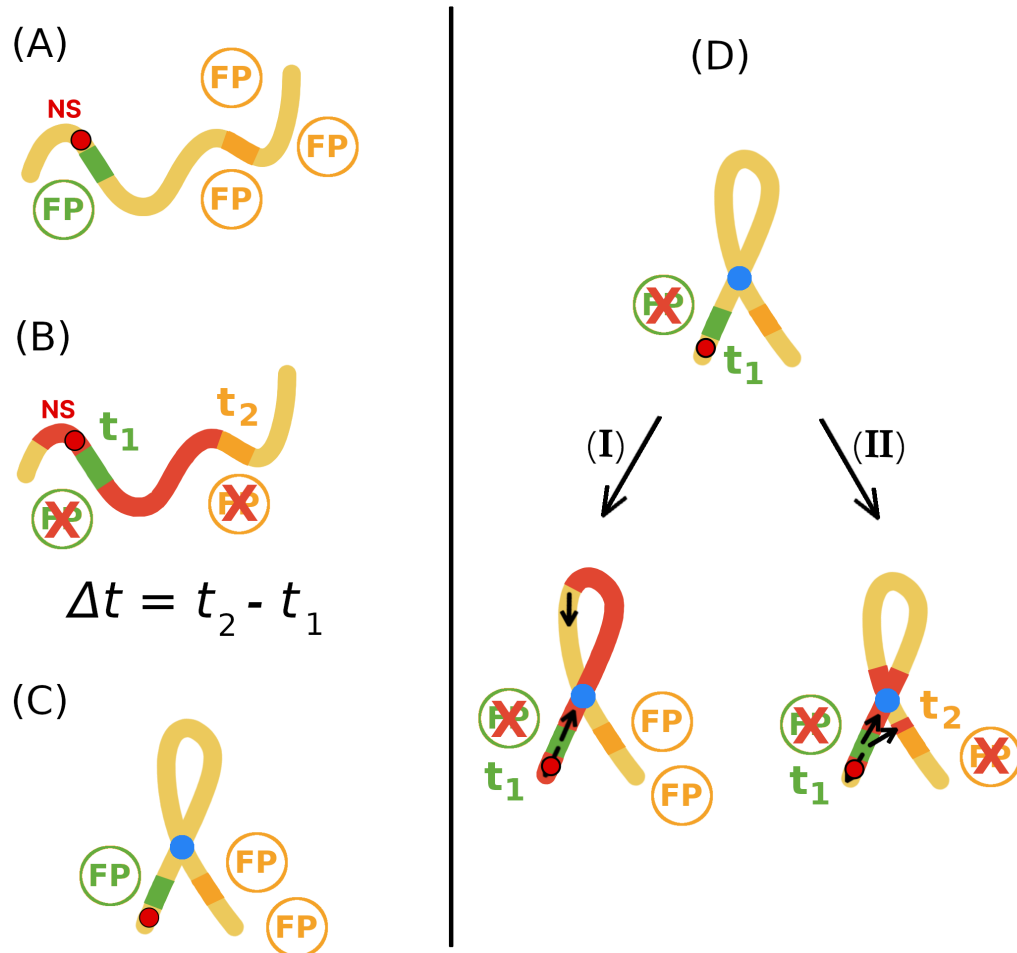 (A)
NS
FP
FP
FP
FP
(B)
NS
t1
t2
FP
FP
Δt = t2 - t1
(C)
FP
FP
FP
(D)
FP
X
t1
(I)
(II)
FP
X
t1
FP
FP
FP
X
t1
t2
FP
X